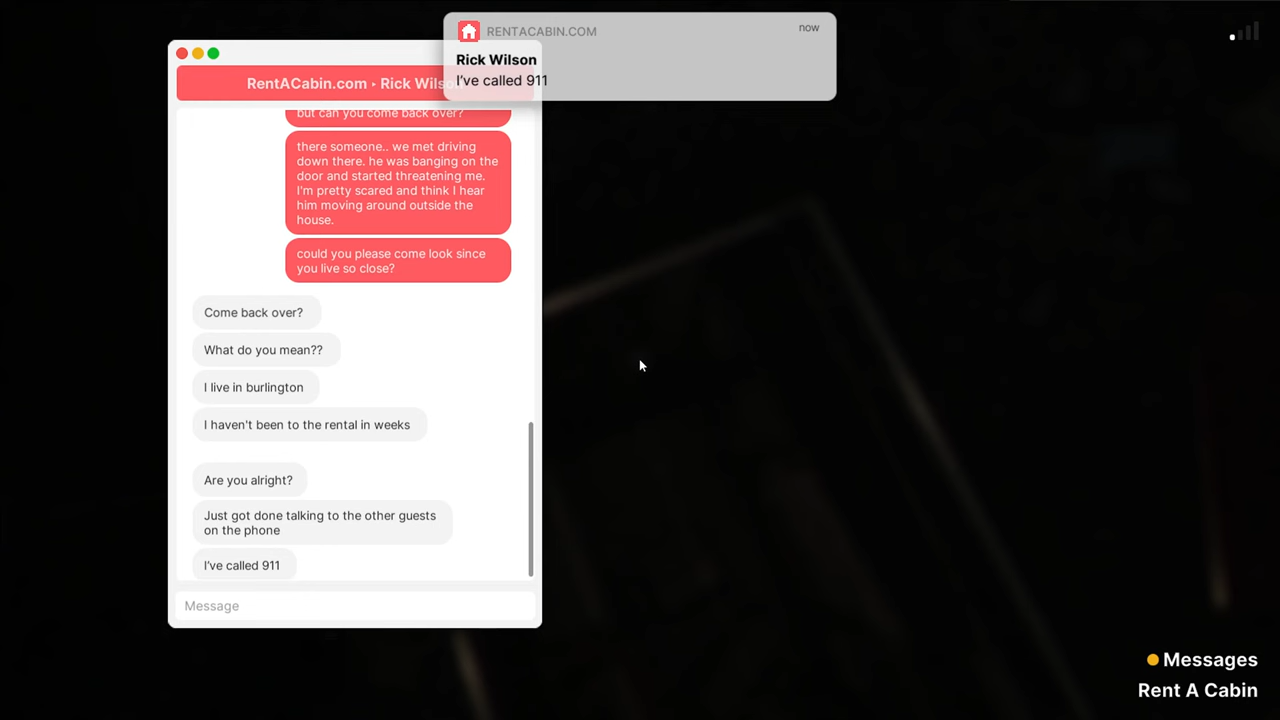 RENTACABIN.COM
now
Rick Wilson
I've called 911
RentACabin.com ▸ Rick Wilson
but can you come back over?
there someone.. we met driving
down there. he was banging on the
door and started threatening me.
I'm pretty scared and think I hear
him moving around outside the
house.
could you please come look since
you live so close?
Come back over?
What do you mean??
I live in burlington
I haven't been to the rental in weeks
Are you alright?
Just got done talking to the other guests
on the phone
I've called 911
Message
Messages
Rent A Cabin